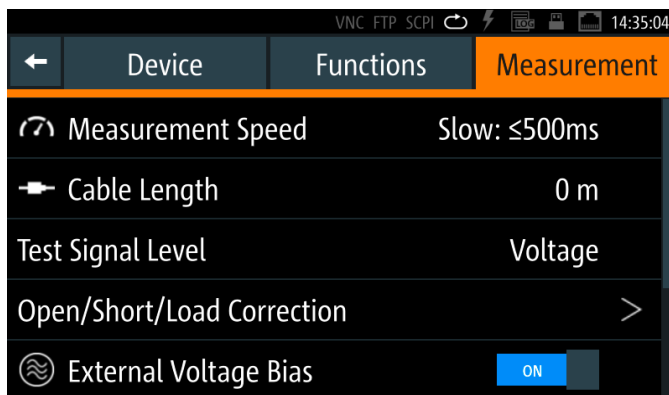 VNC FTP SCPI LOG 14:35:04
Device Functions Measurement
Measurement Speed Slow: ≤500ms
Cable Length 0 m
Test Signal Level Voltage
Open/Short/Load Correction >
External Voltage Bias ON